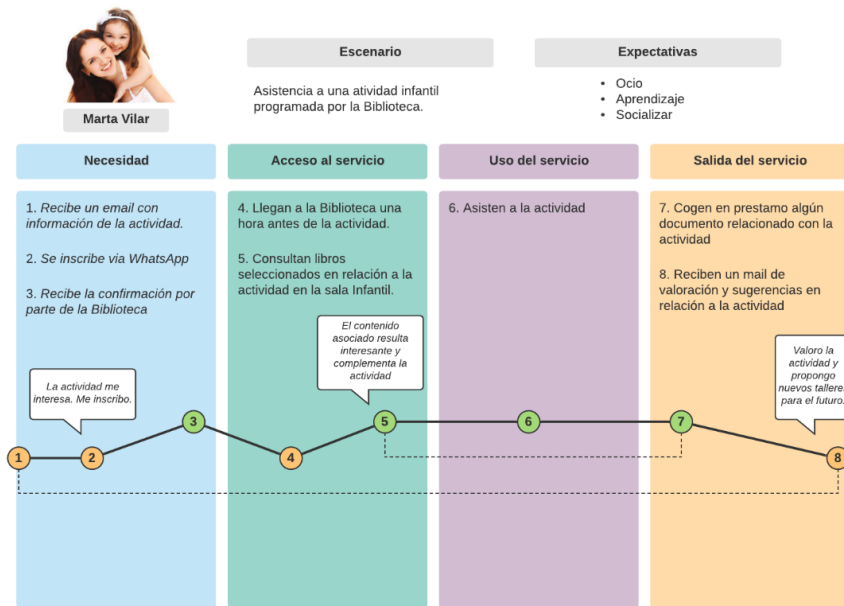 Marta Vilar
Escenario
Asistencia a una atividad infantil
programada por la Biblioteca.
Expectativas
• Ocio
• Aprendizaje
• Socializar
Necesidad
1. Recibe un email con
información de la actividad.
2. Se inscribe via WhatsApp
3. Recibe la confirmación por
parte de la Biblioteca
La actividad me
interesa. Me inscribo.
Acceso al servicio
4. Llegan a la Biblioteca una
hora antes de la actividad.
5. Consultan libros
seleccionados en relación a la
actividad en la sala Infantil.
El contenido
asociado resulta
interesante y
complementa la
actividad
Uso del servicio
6. Asisten a la actividad
Salida del servicio
7. Cogen en prestamo algún
documento relacionado con la
actividad
8. Reciben un mail de
valoración y sugerencias en
relación a la actividad
Valoro la
actividad y
propongo
nuevos tallere
para el futuro.
1
2
3
4
5
6
7
8